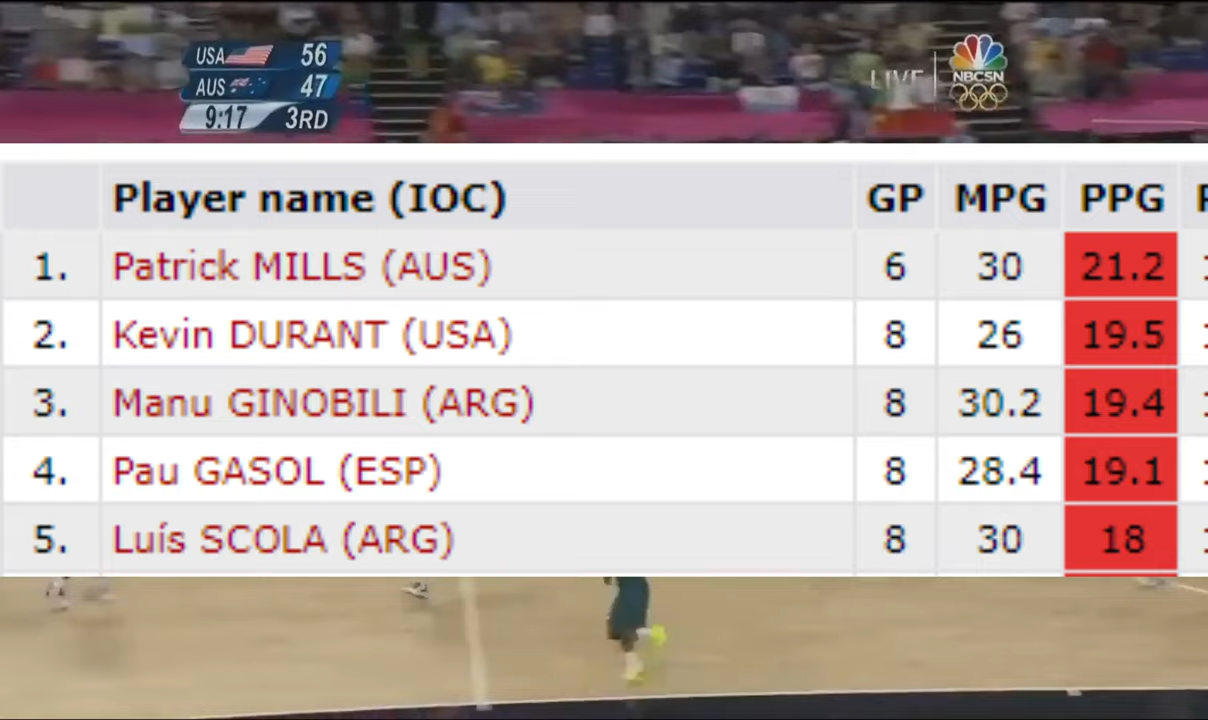 USA 56
AUS 47
9:17 3RD
LIVE
NBCSN
Player name (IOC) GP MPG PPG
1. Patrick MILLS (AUS) 6 30 21.2
2. Kevin DURANT (USA) 8 26 19.5
3. Manu GINOBILI (ARG) 8 30.2 19.4
4. Pau GASOL (ESP) 8 28.4 19.1
5. Luís SCOLA (ARG) 8 30 18